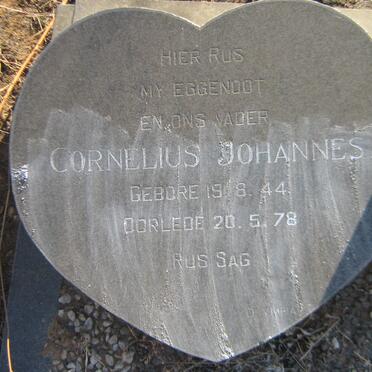 HIER RUS
MY EGGENOOT
EN ONS VADER
CORNELIUS JOHANNES
GEBORE 19.8.44.
OORLEDE 20.5.78
RUS SAG